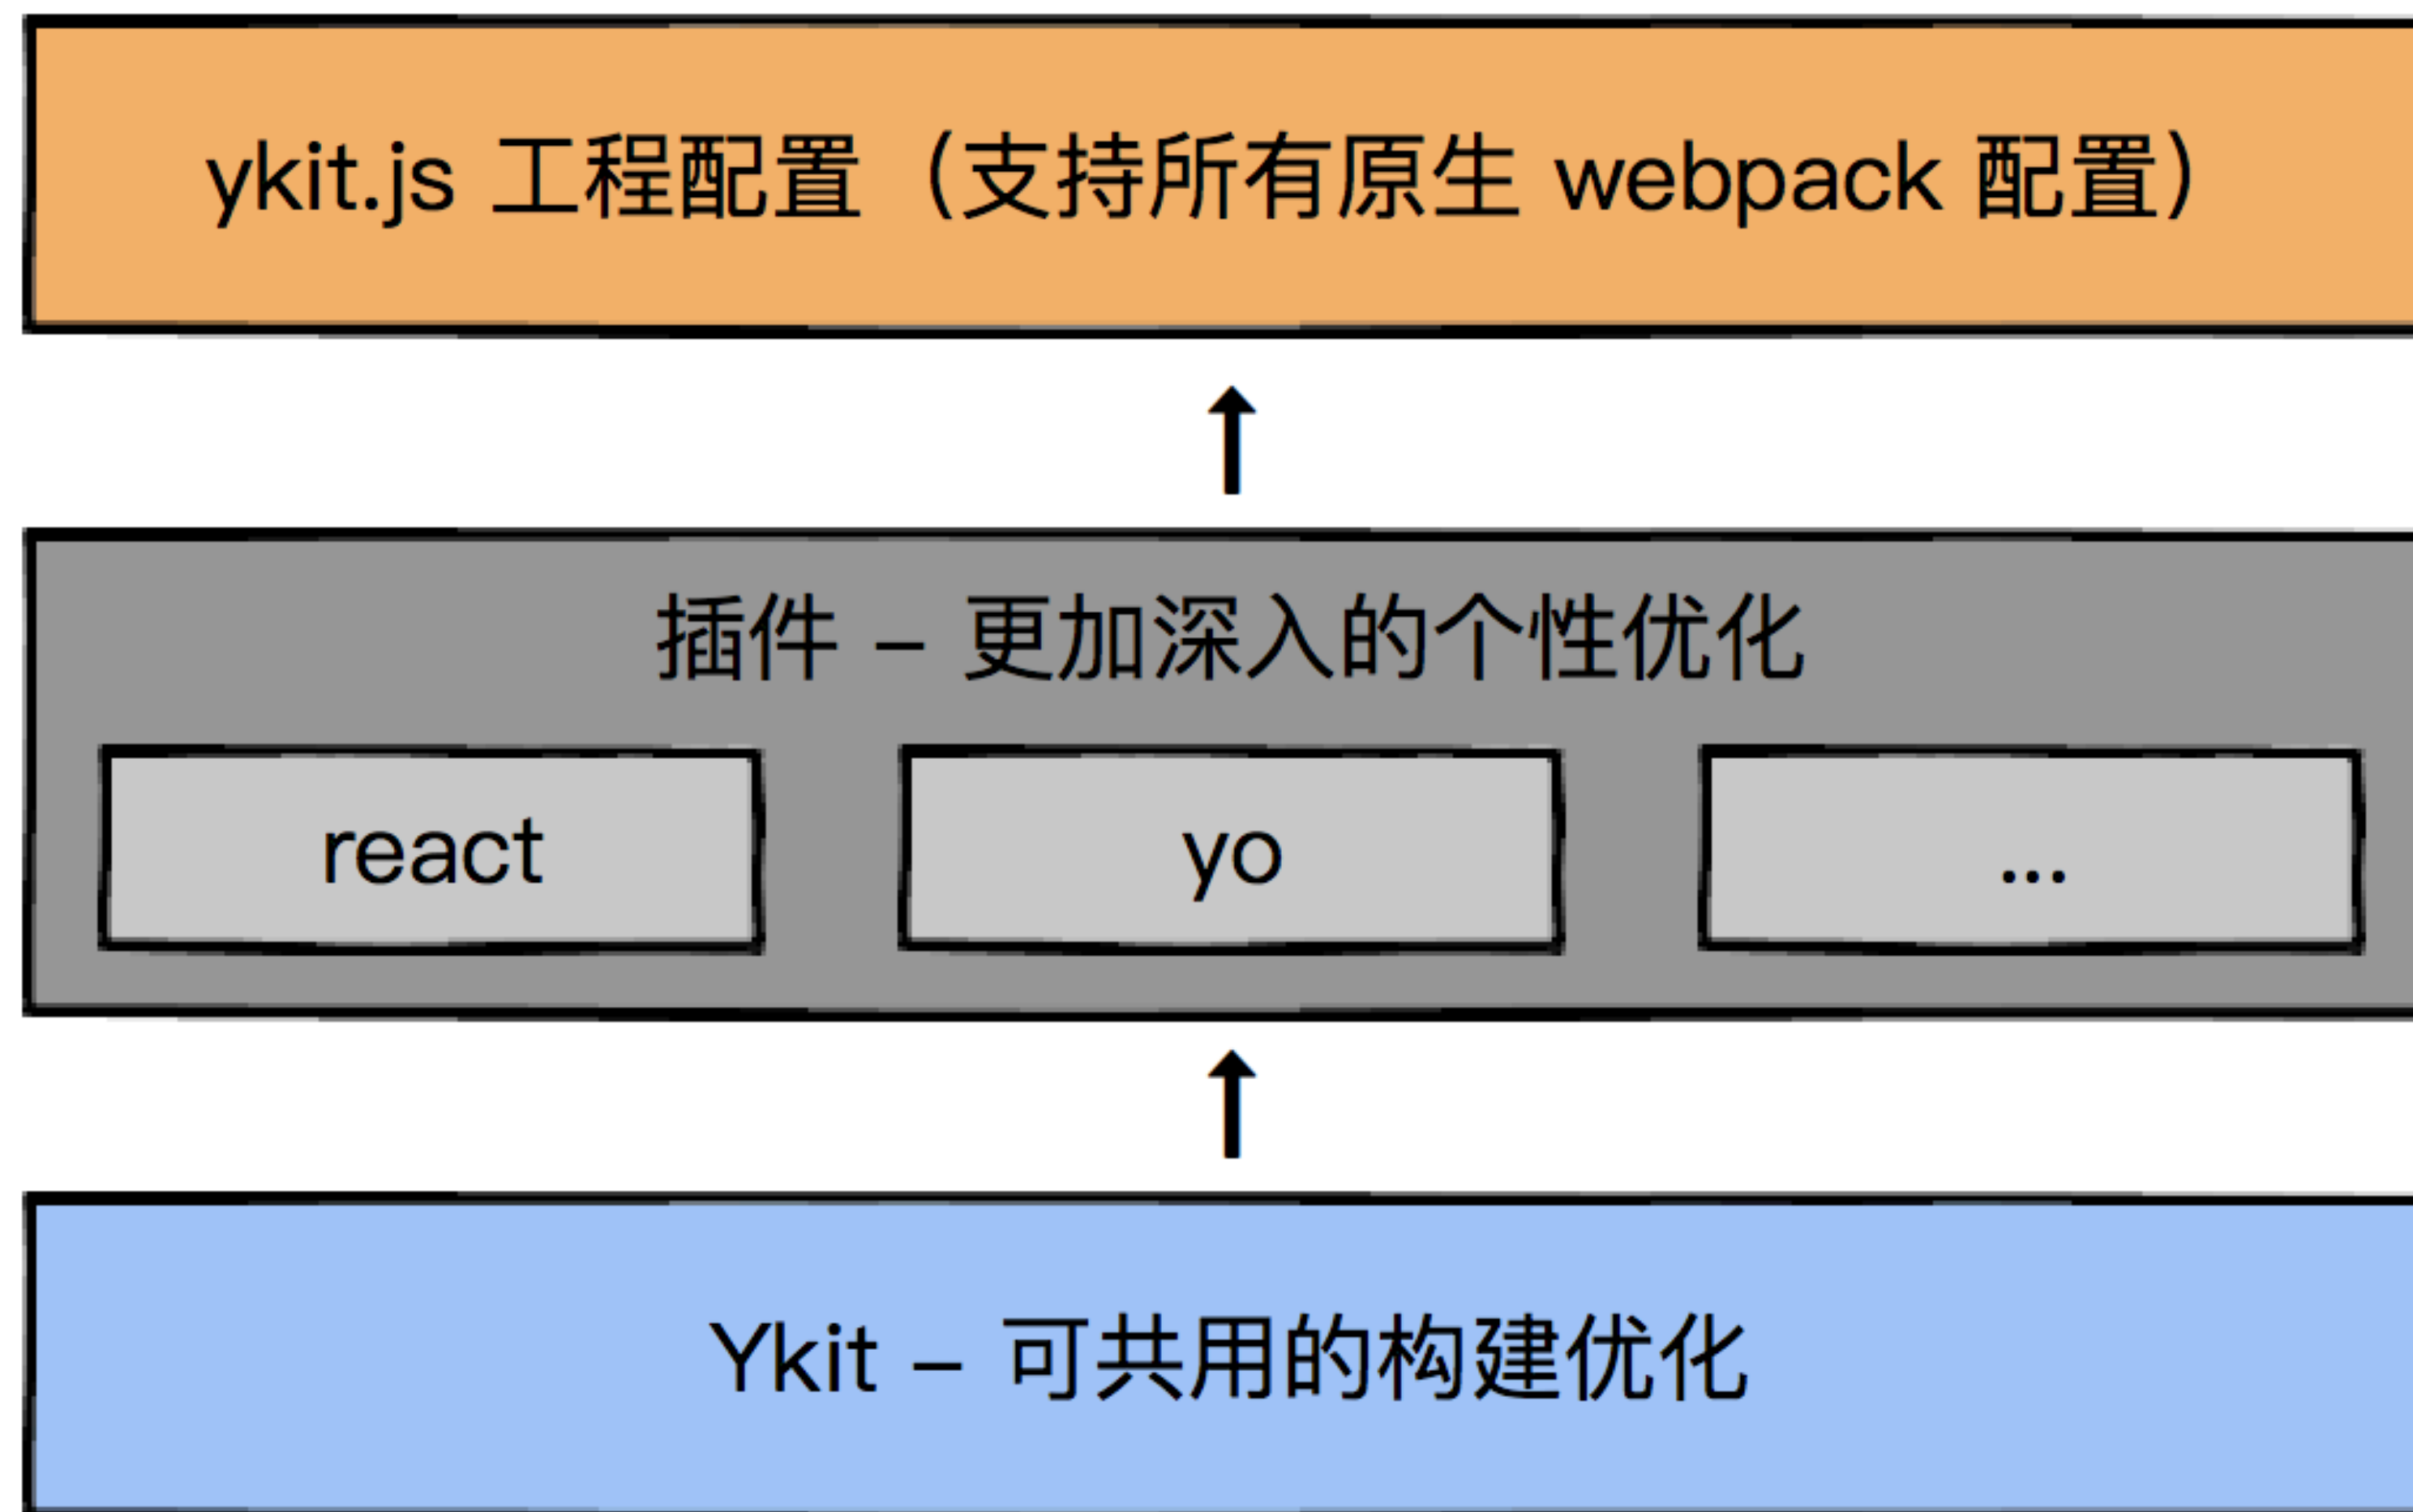 ykit.js 工程配置（支持所有原生 webpack 配置）
插件 – 更加深入的个性优化
react
yo
...
Ykit – 可共用的构建优化